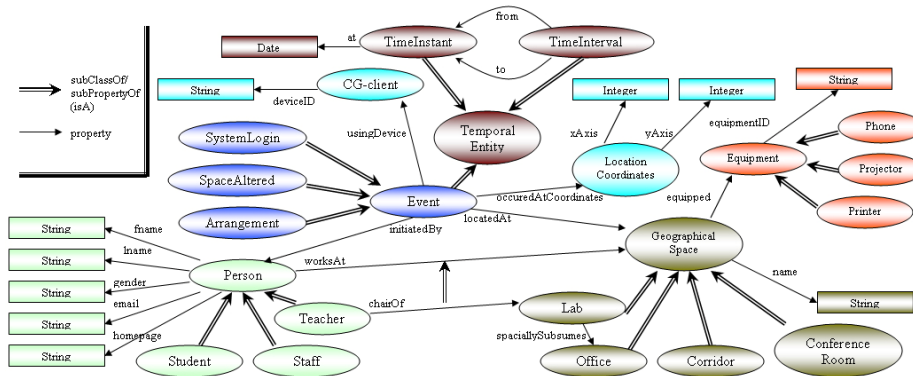 subClassOf/
subPropertyOf
(isA)
property
Date
at
TimeInstant
from
to
TimeInterval
String
deviceID
CG-client
usingDevice
Temporal
Entity
Integer
Integer
xAxis
yAxis
Location
Coordinates
String
equipmentID
Equipment
Phone
Projector
Printer
equipped
SystemLogin
SpaceAltered
Arrangement
Event
occuredAtCoordinates
locatedAt
initiatedBy
Geographical
Space
name
String
String
String
String
String
String
fname
lname
gender
email
homepage
Person
worksAt
Teacher
chairOf
Student
Staff
Lab
spaciallySubsumes
Office
Corridor
Conference
Room